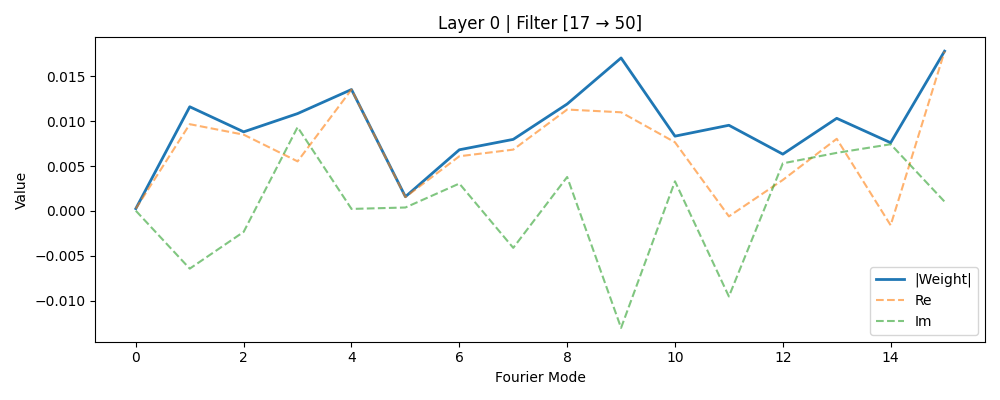 Layer 0 | Filter [17 → 50]
Value
0.015
0.010
0.005
0.000
−0.005
−0.010
0
2
4
6
8
10
12
14
Fourier Mode
|Weight|
Re
Im